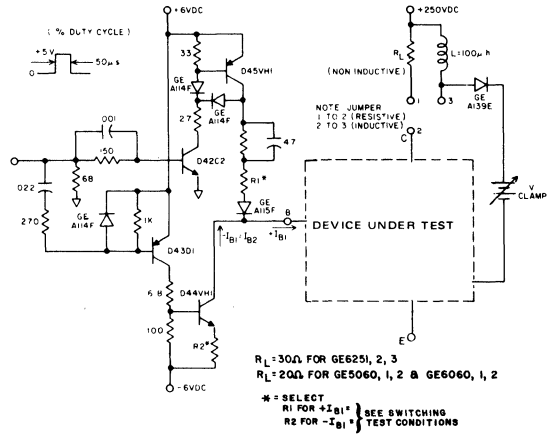 +6VDC
+250VDC
( % DUTY CYCLE)
+5V
50μs
0
33
D45VH1
GE
A114F
GE
A114F
27
.001
150
68
D42C2
.47
R1*
GE
A115F
.022
270
GE
A114F
1K
D43D1
-IB1=IB2
B
+IB1
6.8
D44VH1
100
R2*
-6VDC
RL
(NON INDUCTIVE)
L=100μh
1
3
GE
A139E
NOTE JUMPER
1 TO 2 (RESISTIVE)
2 TO 3 (INDUCTIVE)
C
2
V
CLAMP
DEVICE UNDER TEST
E
RL=30Ω FOR GE6251, 2, 3
RL=20Ω FOR GE5060, 1, 2 & GE6060, 1, 2
* = SELECT
R1 FOR +IB1=
R2 FOR -IB1=
} SEE SWITCHING
TEST CONDITIONS